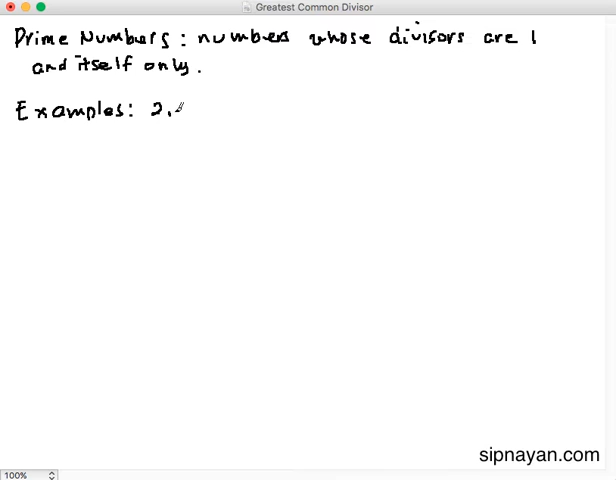 Greatest Common Divisor
Prime Numbers: numbers whose divisors are 1
and itself only.
Examples: 2,
sipnayan.com
100%